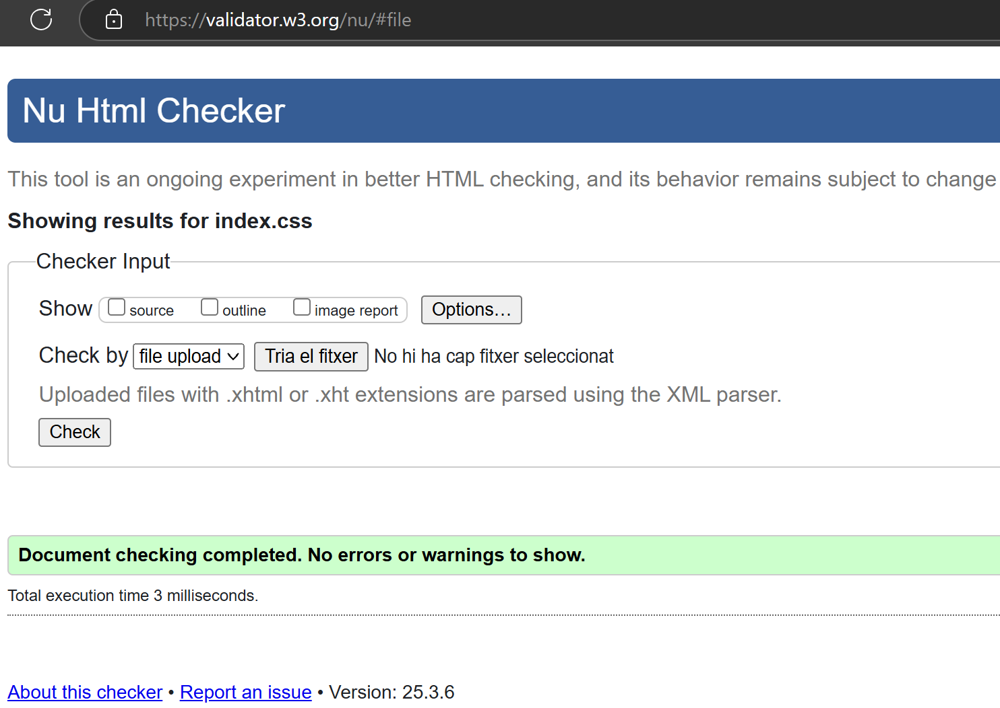 https://validator.w3.org/nu/#file
Nu Html Checker
This tool is an ongoing experiment in better HTML checking, and its behavior remains subject to change
Showing results for index.css
Checker Input
Show source outline image report Options…
Check by file upload Tria el fitxer No hi ha cap fitxer seleccionat
Uploaded files with .xhtml or .xht extensions are parsed using the XML parser.
Check
Document checking completed. No errors or warnings to show.
Total execution time 3 milliseconds.
About this checker • Report an issue • Version: 25.3.6